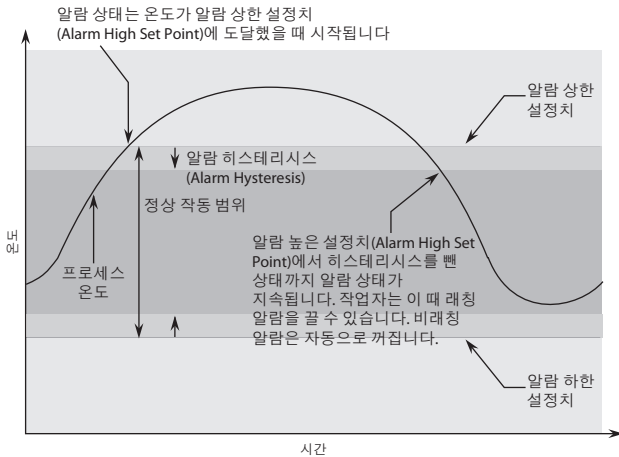 알람 상태는 온도가 알람 상한 설정치
(Alarm High Set Point)에 도달했을 때 시작됩니다
알람 상한
설정치
알람 히스테리시스
(Alarm Hysteresis)
정상 작동 범위
온도
프로세스
온도
알람 높은 설정치(Alarm High Set
Point)에서 히스테리시스를 뺀
상태까지 알람 상태가
지속됩니다. 작업자는 이 때 래칭
알람을 끌 수 있습니다. 비래칭
알람은 자동으로 꺼집니다.
알람 하한
설정치
시간